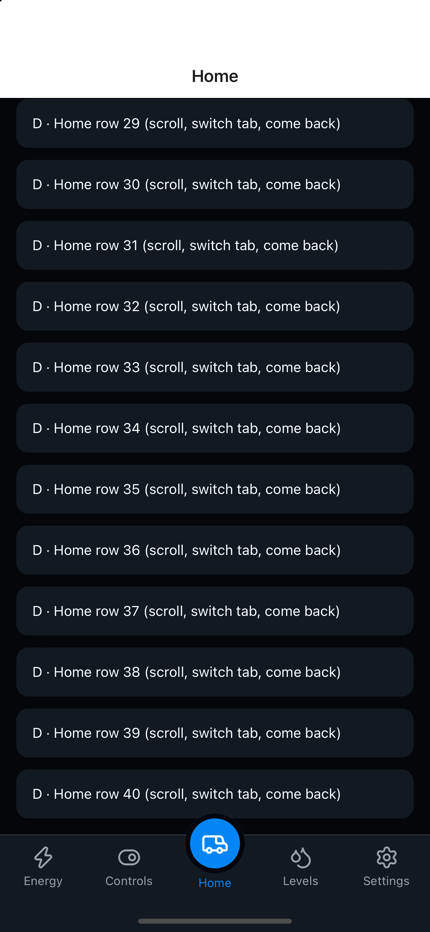 Home
D · Home row 29 (scroll, switch tab, come back)
D · Home row 30 (scroll, switch tab, come back)
D · Home row 31 (scroll, switch tab, come back)
D · Home row 32 (scroll, switch tab, come back)
D · Home row 33 (scroll, switch tab, come back)
D · Home row 34 (scroll, switch tab, come back)
D · Home row 35 (scroll, switch tab, come back)
D · Home row 36 (scroll, switch tab, come back)
D · Home row 37 (scroll, switch tab, come back)
D · Home row 38 (scroll, switch tab, come back)
D · Home row 39 (scroll, switch tab, come back)
D · Home row 40 (scroll, switch tab, come back)
Energy Controls Home Levels Settings